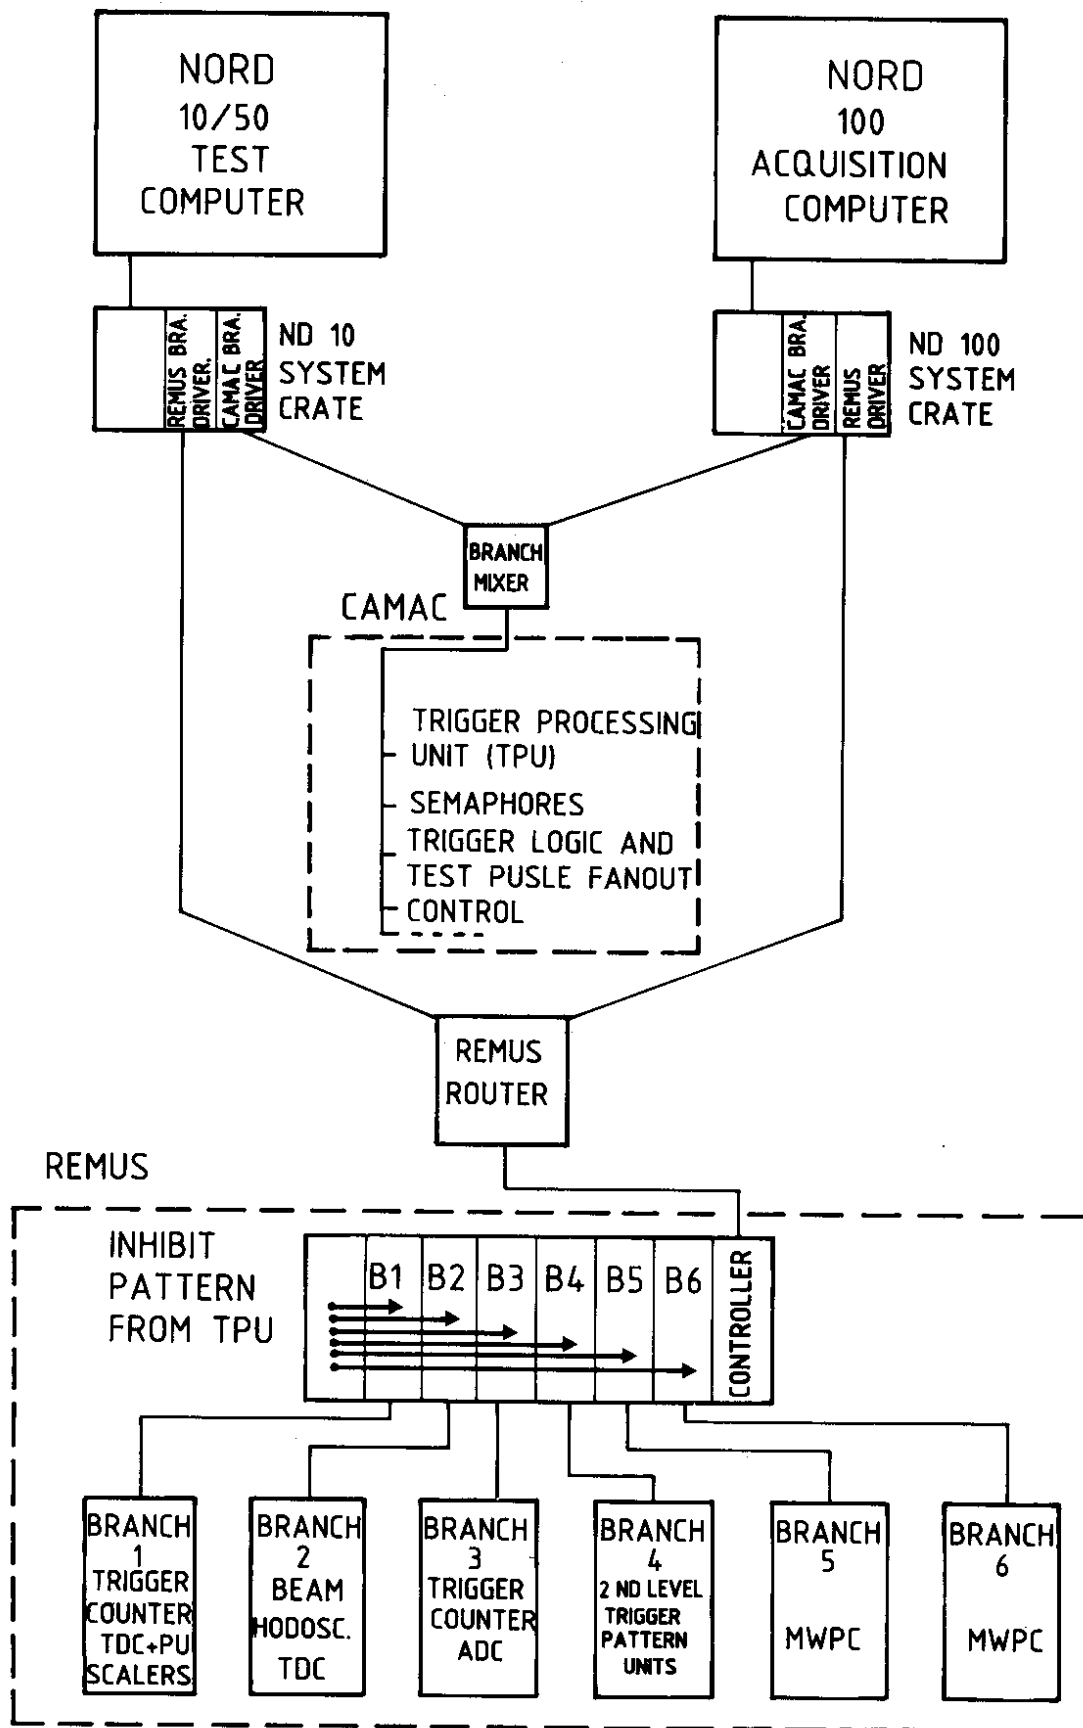 NORD
10/50
TEST
COMPUTER
NORD
100
ACQUISITION
COMPUTER
REMUS BRA.
DRIVER.
CAMAC BRA.
DRIVER
ND 10
SYSTEM
CRATE
CAMAC BRA.
DRIVER
REMUS
DRIVER
ND 100
SYSTEM
CRATE
BRANCH
MIXER
CAMAC
TRIGGER PROCESSING
UNIT (TPU)
SEMAPHORES
TRIGGER LOGIC AND
TEST PUSLE FANOUT
CONTROL
REMUS
ROUTER
REMUS
INHIBIT
PATTERN
FROM TPU
B1 B2 B3 B4 B5 B6
CONTROLLER
BRANCH
1
TRIGGER
COUNTER
TDC+PU
SCALERS
BRANCH
2
BEAM
HODOSC.
TDC
BRANCH
3
TRIGGER
COUNTER
ADC
BRANCH
4
2 ND LEVEL
TRIGGER
PATTERN
UNITS
BRANCH
5
MWPC
BRANCH
6
MWPC